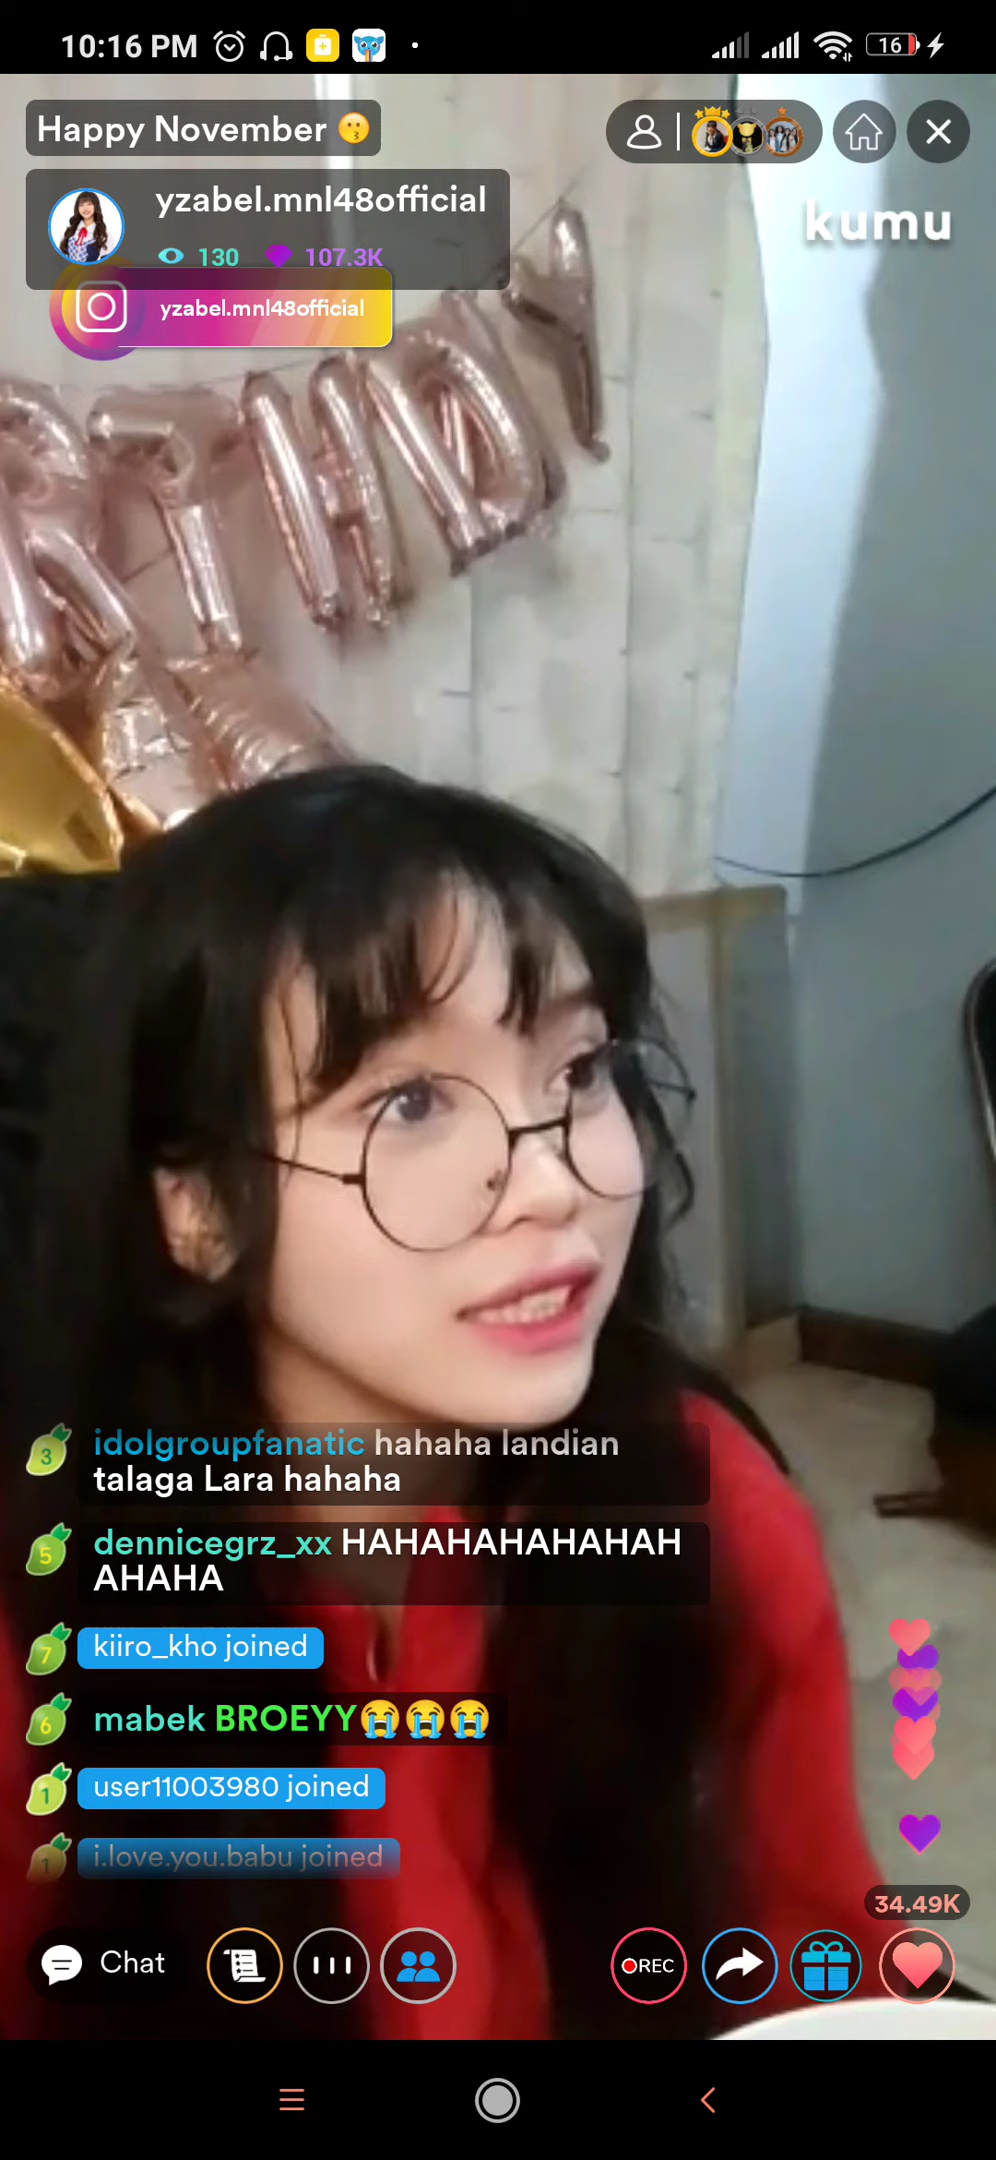 10:16 PM
16
Happy November 😗
yzabel.mnl48official
130 107.3K
kumu
yzabel.mnl48official
RTHDY
idolgroupfanatic hahaha landian
talaga Lara hahaha
3
dennicegrz_xx HAHAHAHAHAHAH
AHAHA
5
7 kiiro_kho joined
6 mabek BROEYY😭😭😭
1 user11003980 joined
1 i.love.you.babu joined
34.49K
Chat
REC